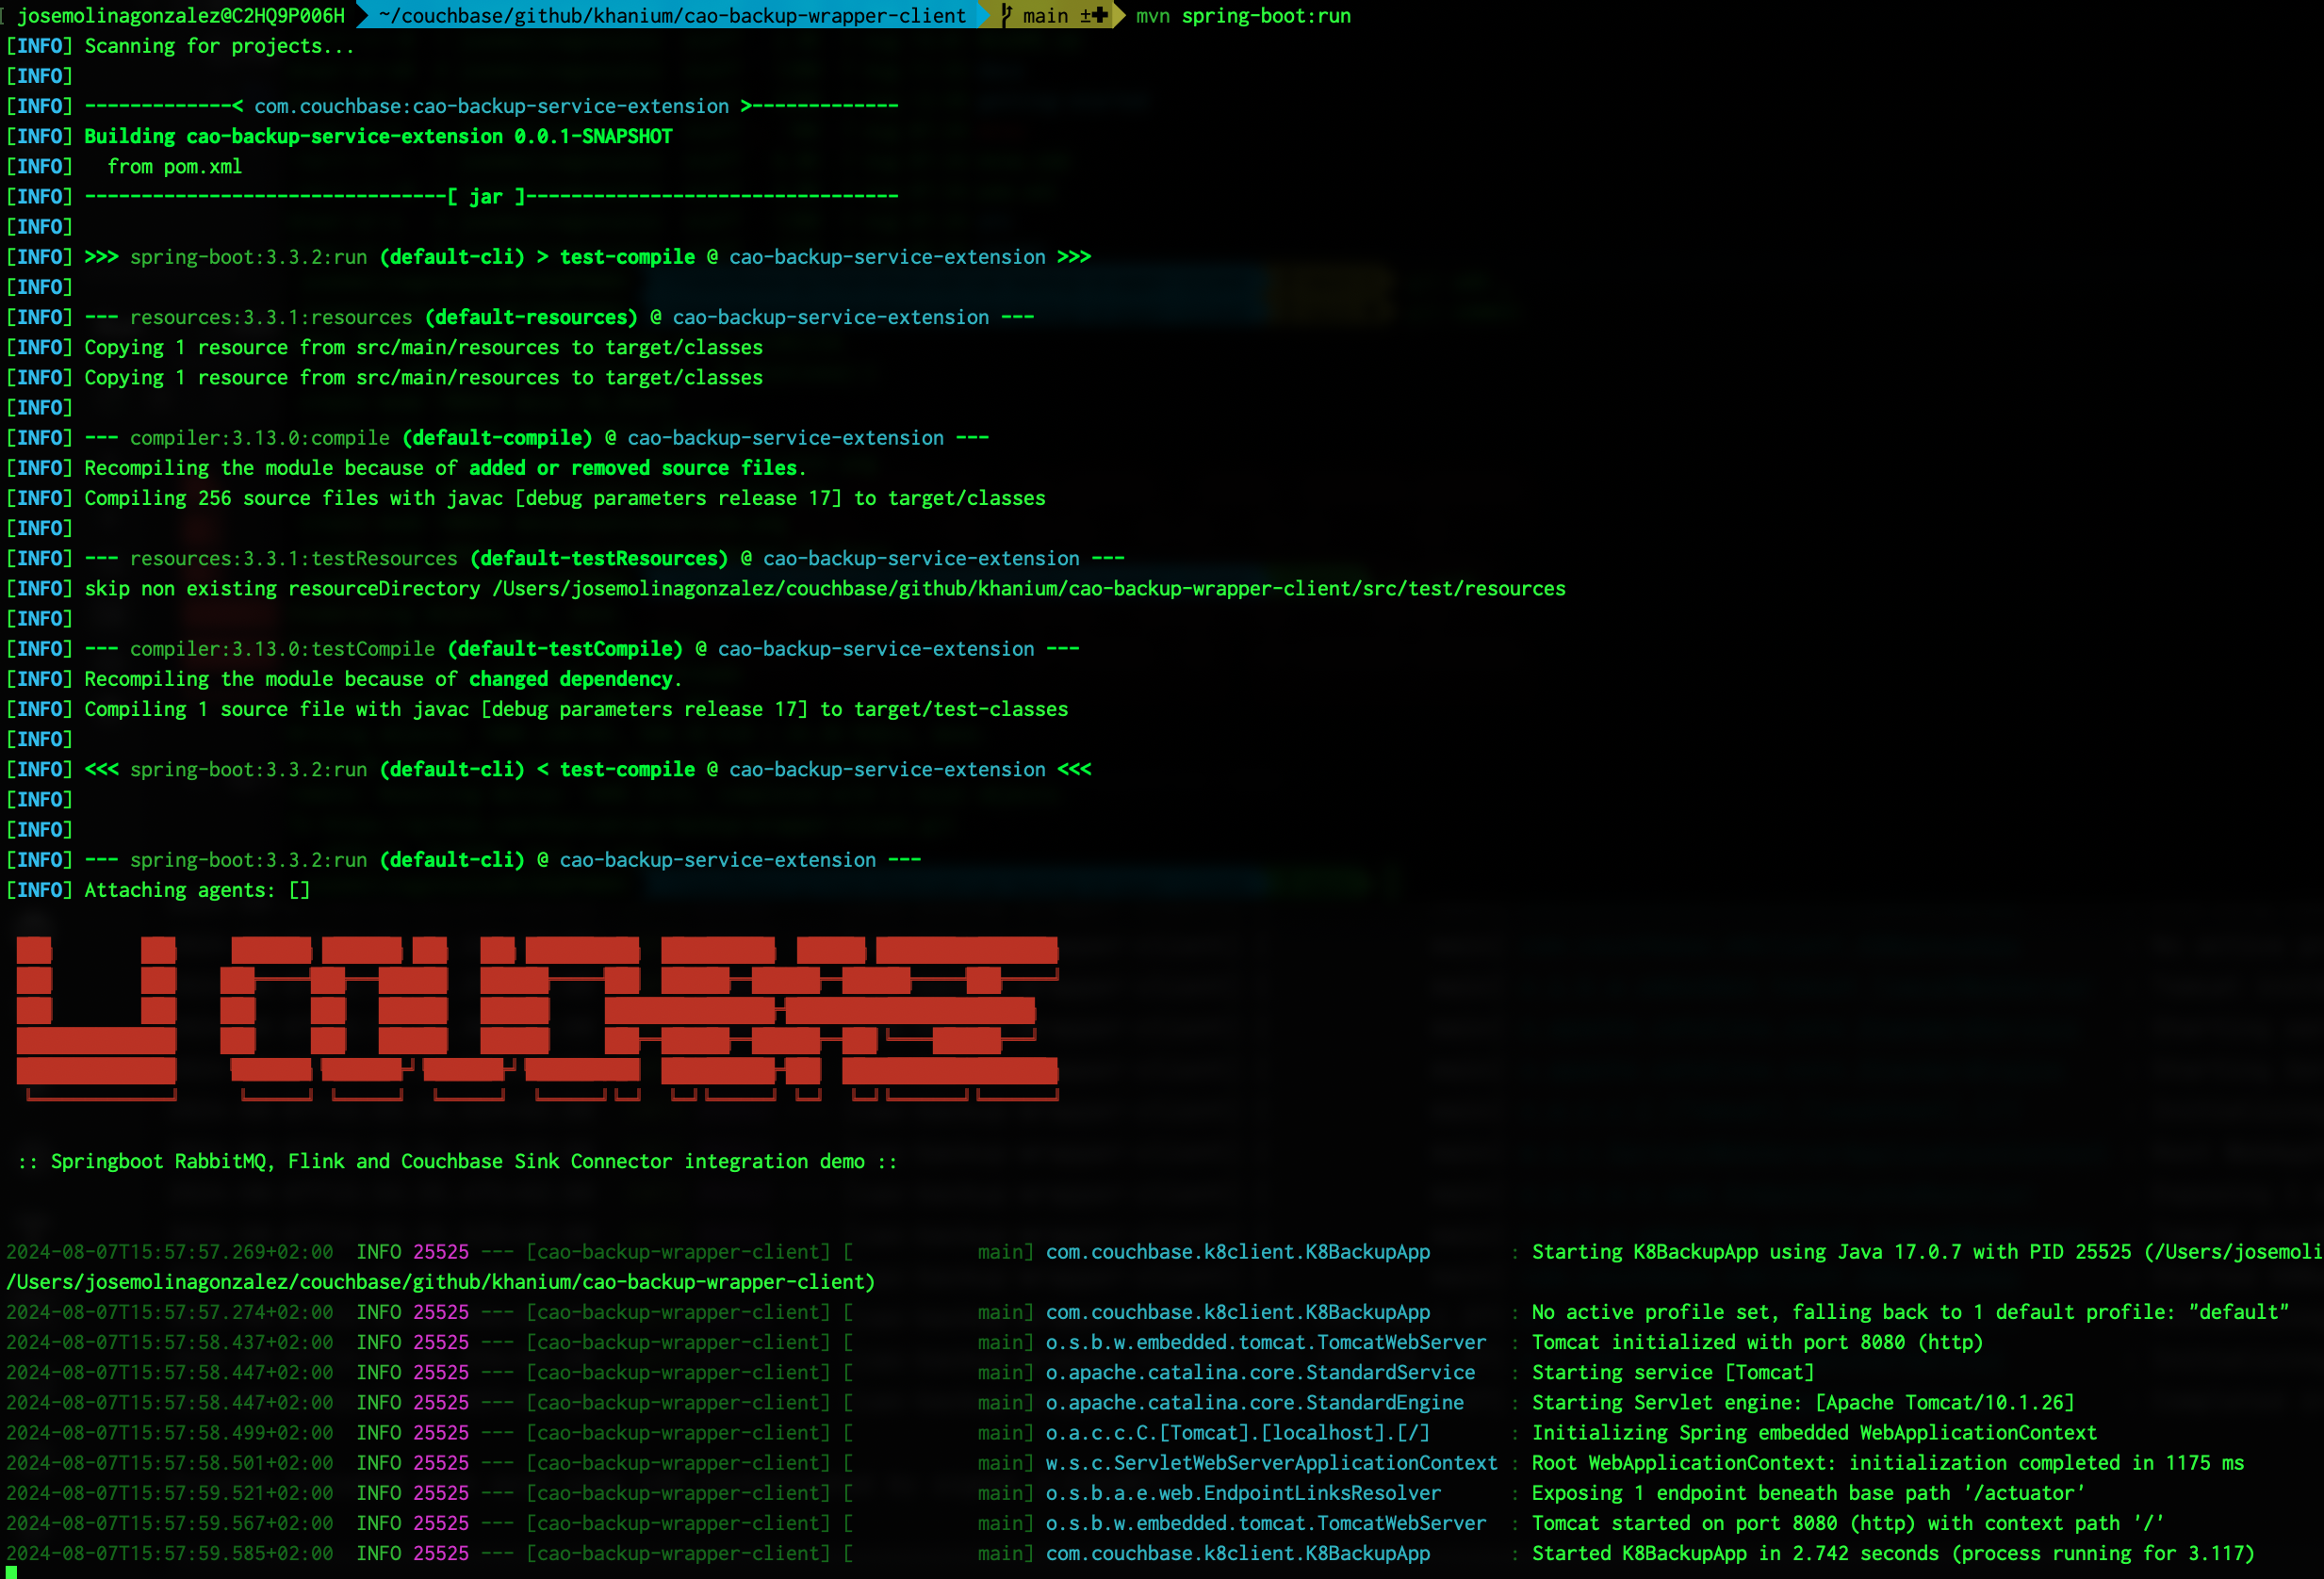 josemolinagonzalez@C2HQ9P006H ~/couchbase/github/khanium/cao-backup-wrapper-client main ±✚ mvn spring-boot:run
[INFO] Scanning for projects...
[INFO]
[INFO] -------------< com.couchbase:cao-backup-service-extension >-------------
[INFO] Building cao-backup-service-extension 0.0.1-SNAPSHOT
[INFO]   from pom.xml
[INFO] --------------------------------[ jar ]---------------------------------
[INFO]
[INFO] >>> spring-boot:3.3.2:run (default-cli) > test-compile @ cao-backup-service-extension >>>
[INFO]
[INFO] --- resources:3.3.1:resources (default-resources) @ cao-backup-service-extension ---
[INFO] Copying 1 resource from src/main/resources to target/classes
[INFO] Copying 1 resource from src/main/resources to target/classes
[INFO]
[INFO] --- compiler:3.13.0:compile (default-compile) @ cao-backup-service-extension ---
[INFO] Recompiling the module because of added or removed source files.
[INFO] Compiling 256 source files with javac [debug parameters release 17] to target/classes
[INFO]
[INFO] --- resources:3.3.1:testResources (default-testResources) @ cao-backup-service-extension ---
[INFO] skip non existing resourceDirectory /Users/josemolinagonzalez/couchbase/github/khanium/cao-backup-wrapper-client/src/test/resources
[INFO]
[INFO] --- compiler:3.13.0:testCompile (default-testCompile) @ cao-backup-service-extension ---
[INFO] Recompiling the module because of changed dependency.
[INFO] Compiling 1 source file with javac [debug parameters release 17] to target/test-classes
[INFO]
[INFO] <<< spring-boot:3.3.2:run (default-cli) < test-compile @ cao-backup-service-extension <<<
[INFO]
[INFO]
[INFO] --- spring-boot:3.3.2:run (default-cli) @ cao-backup-service-extension ---
[INFO] Attaching agents: []
:: Springboot RabbitMQ, Flink and Couchbase Sink Connector integration demo ::
2024-08-07T15:57:57.269+02:00  INFO 25525 --- [cao-backup-wrapper-client] [           main] com.couchbase.k8client.K8BackupApp       : Starting K8BackupApp using Java 17.0.7 with PID 25525 (/Users/josemoli
/Users/josemolinagonzalez/couchbase/github/khanium/cao-backup-wrapper-client)
2024-08-07T15:57:57.274+02:00  INFO 25525 --- [cao-backup-wrapper-client] [           main] com.couchbase.k8client.K8BackupApp       : No active profile set, falling back to 1 default profile: "default"
2024-08-07T15:57:58.437+02:00  INFO 25525 --- [cao-backup-wrapper-client] [           main] o.s.b.w.embedded.tomcat.TomcatWebServer  : Tomcat initialized with port 8080 (http)
2024-08-07T15:57:58.447+02:00  INFO 25525 --- [cao-backup-wrapper-client] [           main] o.apache.catalina.core.StandardService   : Starting service [Tomcat]
2024-08-07T15:57:58.447+02:00  INFO 25525 --- [cao-backup-wrapper-client] [           main] o.apache.catalina.core.StandardEngine    : Starting Servlet engine: [Apache Tomcat/10.1.26]
2024-08-07T15:57:58.499+02:00  INFO 25525 --- [cao-backup-wrapper-client] [           main] o.a.c.c.C.[Tomcat].[localhost].[/]       : Initializing Spring embedded WebApplicationContext
2024-08-07T15:57:58.501+02:00  INFO 25525 --- [cao-backup-wrapper-client] [           main] w.s.c.ServletWebServerApplicationContext : Root WebApplicationContext: initialization completed in 1175 ms
2024-08-07T15:57:59.521+02:00  INFO 25525 --- [cao-backup-wrapper-client] [           main] o.s.b.a.e.web.EndpointLinksResolver      : Exposing 1 endpoint beneath base path '/actuator'
2024-08-07T15:57:59.567+02:00  INFO 25525 --- [cao-backup-wrapper-client] [           main] o.s.b.w.embedded.tomcat.TomcatWebServer  : Tomcat started on port 8080 (http) with context path '/'
2024-08-07T15:57:59.585+02:00  INFO 25525 --- [cao-backup-wrapper-client] [           main] com.couchbase.k8client.K8BackupApp       : Started K8BackupApp in 2.742 seconds (process running for 3.117)